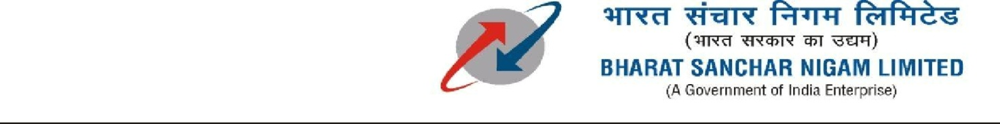 भारत संचार निगम लिमिटेड
(भारत सरकार का उद्यम)
BHARAT SANCHAR NIGAM LIMITED
(A Government of India Enterprise)